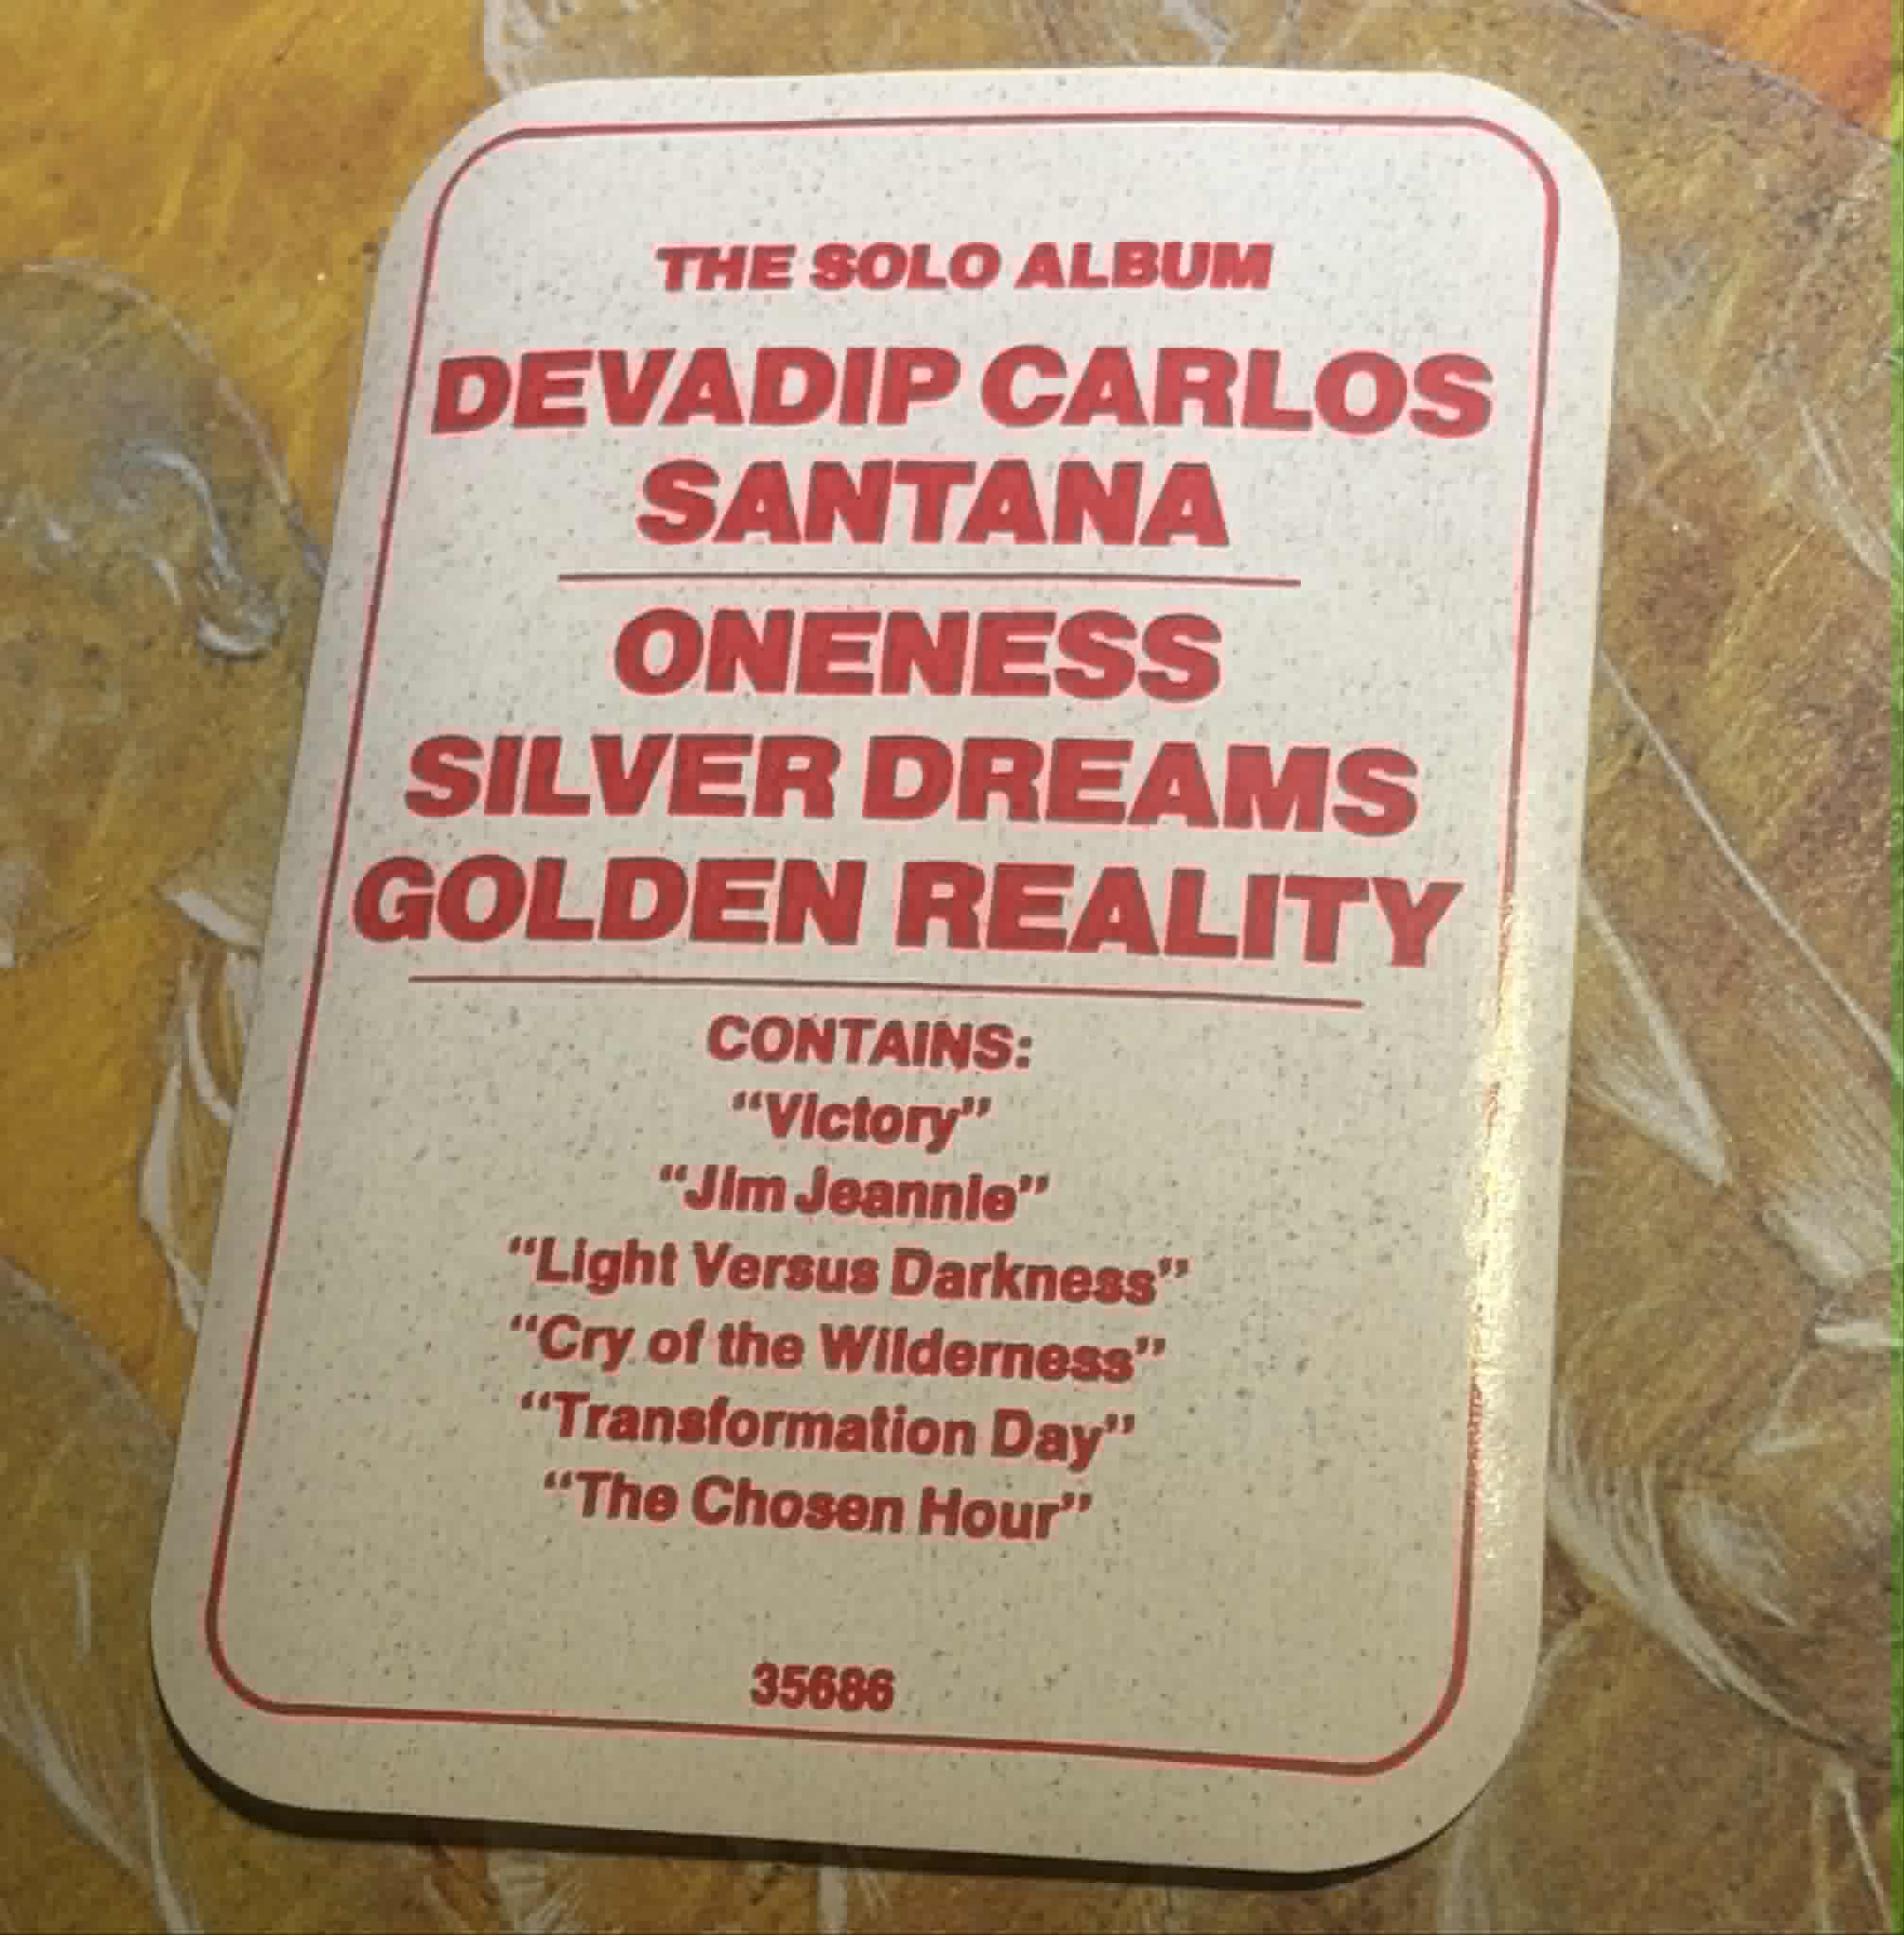 THE SOLO ALBUM
DEVADIP CARLOS
SANTANA
ONENESS
SILVER DREAMS
GOLDEN REALITY
CONTAINS:
“Victory”
“Jim Jeannie”
“Light Versus Darkness”
“Cry of the Wilderness”
“Transformation Day”
“The Chosen Hour”
35686